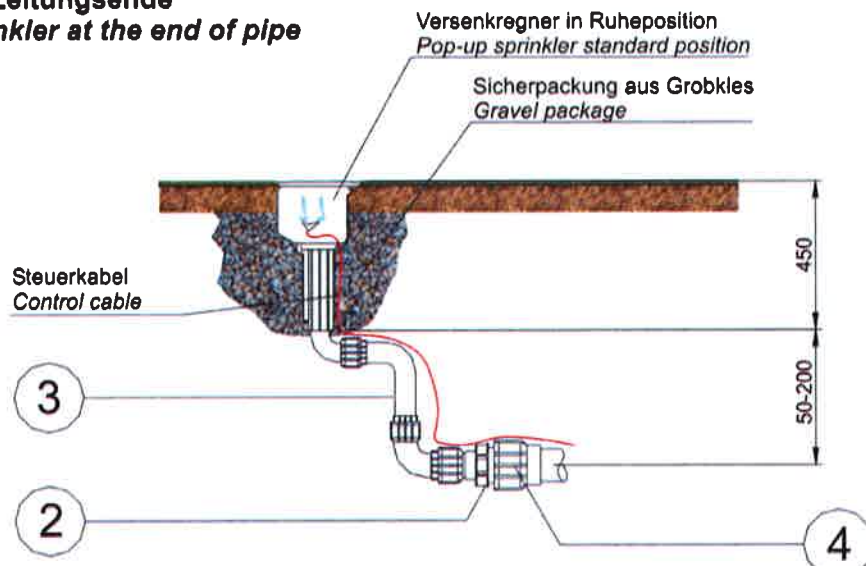 Leitungsende
nkler at the end of pipe
Versenkregner in Ruheposition
Pop-up sprinkler standard position
Sicherpackung aus Grobkies
Gravel package
Steuerkabel
Control cable
450
50-200
3
2
4